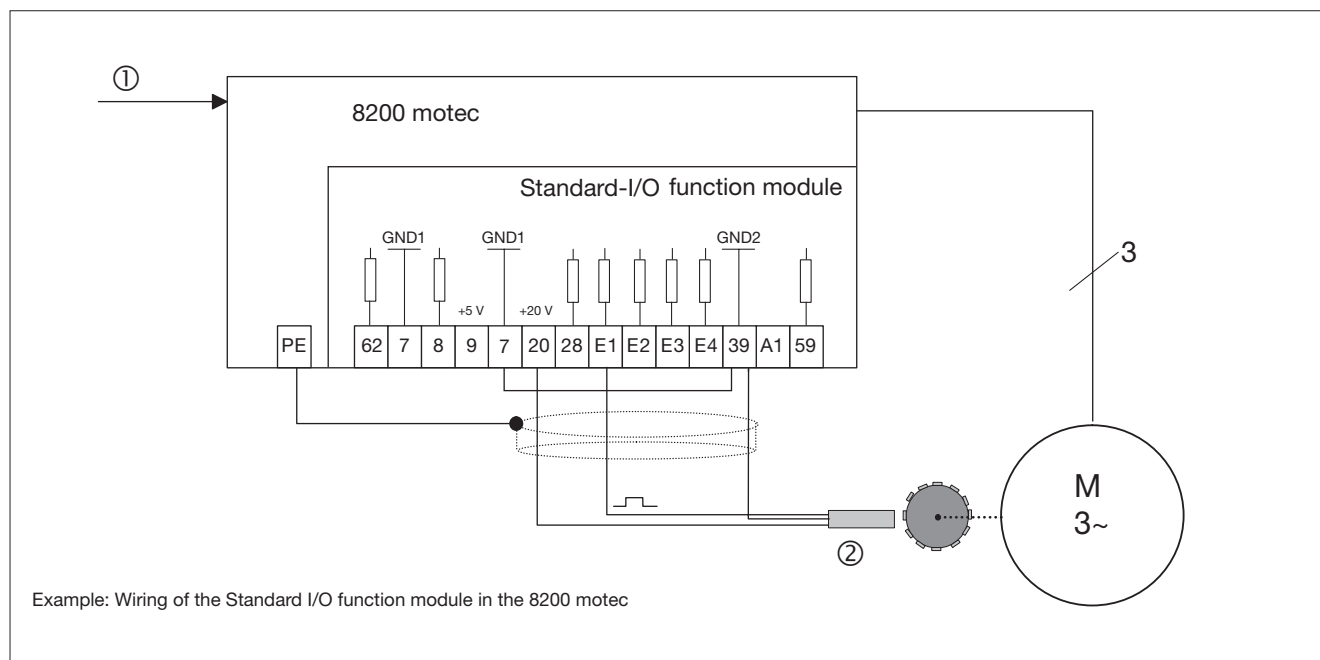 ①
8200 motec
Standard-I/O function module
GND1 GND1 GND2
+5 V +20 V
3
PE 62 7 8 9 7 20 28 E1 E2 E3 E4 39 A1 59
M
3~
②
Example: Wiring of the Standard I/O function module in the 8200 motec